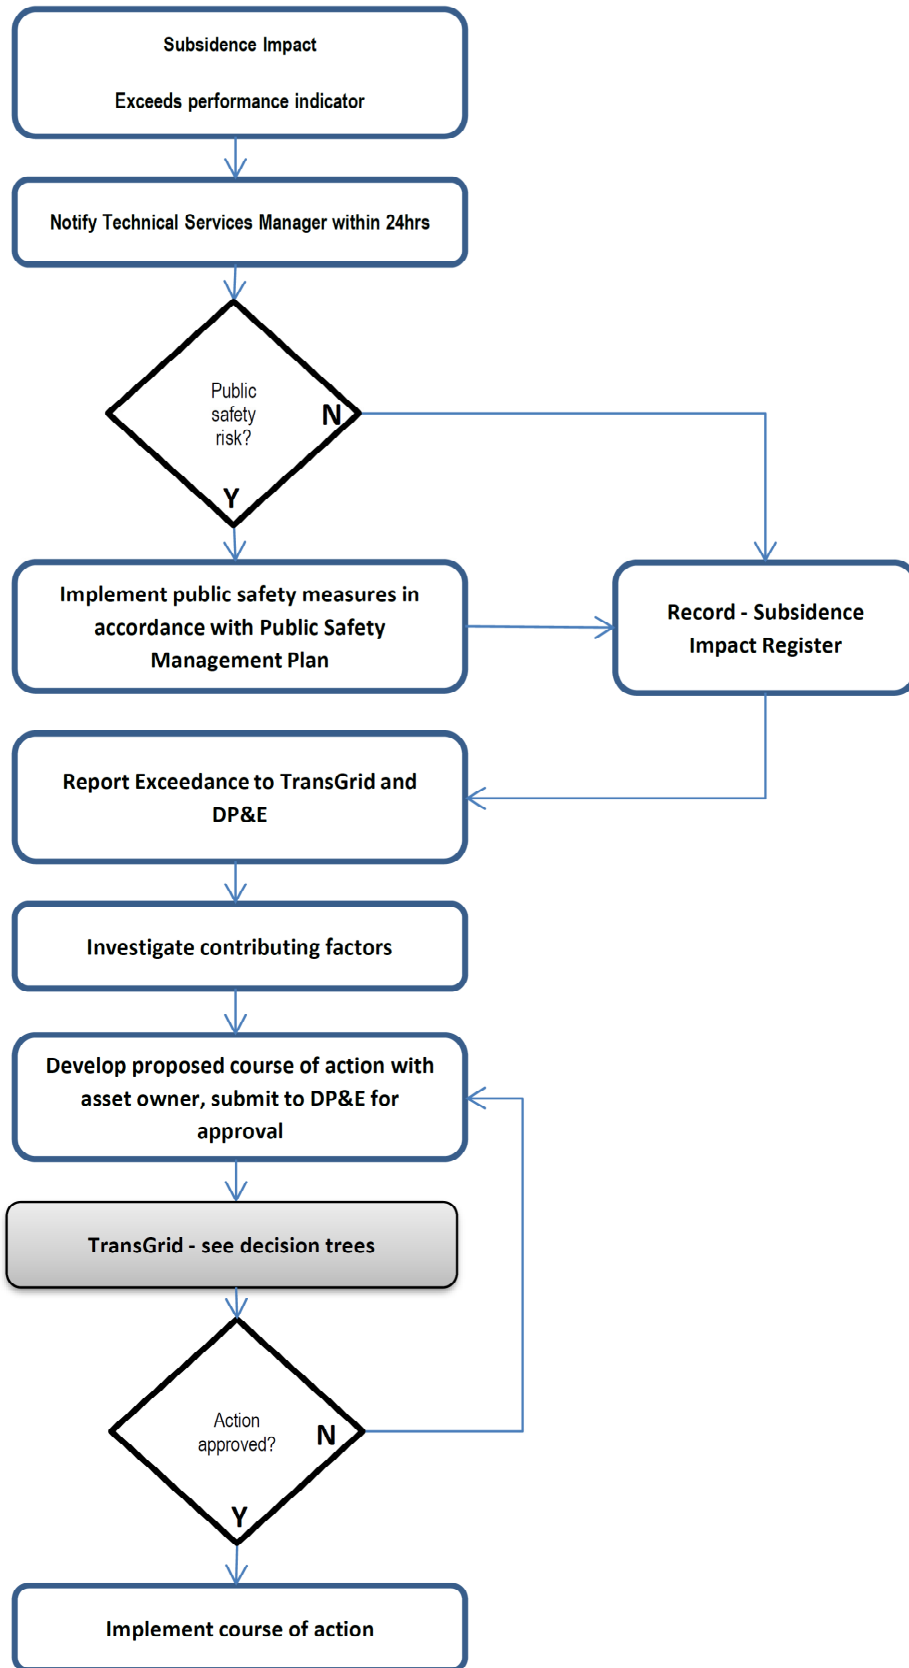 Subsidence Impact
Exceeds performance indicator
Notify Technical Services Manager within 24hrs
Public
safety
risk?
N
Y
Implement public safety measures in
accordance with Public Safety
Management Plan
Record - Subsidence
Impact Register
Report Exceedance to TransGrid and
DP&E
Investigate contributing factors
Develop proposed course of action with
asset owner, submit to DP&E for
approval
TransGrid - see decision trees
Action
approved?
N
Y
Implement course of action